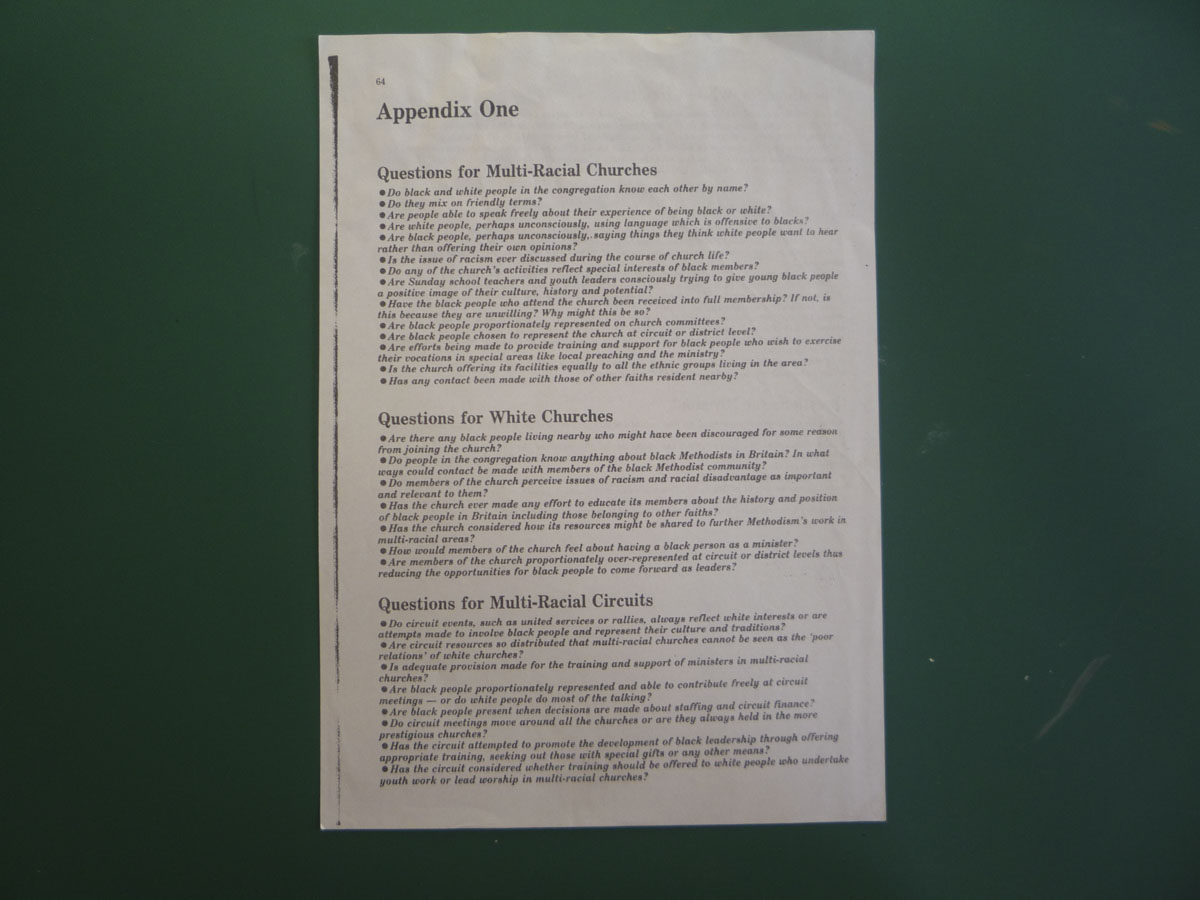 64
Appendix One
Questions for Multi-Racial Churches
●Do black and white people in the congregation know each other by name?
●Do they mix on friendly terms?
●Are people able to speak freely about their experience of being black or white?
●Are white people, perhaps unconsciously, using language which is offensive to blacks?
●Are black people, perhaps unconsciously, saying things they think white people want to hear
rather than offering their own opinions?
●Is the issue of racism ever discussed during the course of church life?
●Do any of the church's activities reflect special interests of black members?
●Are Sunday school teachers and youth leaders consciously trying to give young black people
a positive image of their culture, history and potential?
●Have the black people who attend the church been received into full membership? If not, is
this because they are unwilling? Why might this be so?
●Are black people proportionately represented on church committees?
●Are black people chosen to represent the church at circuit or district level?
●Are efforts being made to provide training and support for black people who wish to exercise
their vocations in special areas like local preaching and the ministry?
●Is the church offering its facilities equally to all the ethnic groups living in the area?
●Has any contact been made with those of other faiths resident nearby?
Questions for White Churches
●Are there any black people living nearby who might have been discouraged for some reason
from joining the church?
●Do people in the congregation know anything about black Methodists in Britain? In what
ways could contact be made with members of the black Methodist community?
●Do members of the church perceive issues of racism and racial disadvantage as important
and relevant to them?
●Has the church ever made any effort to educate its members about the history and position
of black people in Britain including those belonging to other faiths?
●Has the church considered how its resources might be shared to further Methodism's work in
multi-racial areas?
●How would members of the church feel about having a black person as a minister?
●Are members of the church proportionately over-represented at circuit or district levels thus
reducing the opportunities for black people to come forward as leaders?
Questions for Multi-Racial Circuits
●Do circuit events, such as united services or rallies, always reflect white interests or are
attempts made to involve black people and represent their culture and traditions?
●Are circuit resources so distributed that multi-racial churches cannot be seen as the 'poor
relations' of white churches?
●Is adequate provision made for the training and support of ministers in multi-racial
churches?
●Are black people proportionately represented and able to contribute freely at circuit
meetings — or do white people do most of the talking?
●Are black people present when decisions are made about staffing and circuit finance?
●Do circuit meetings move around all the churches or are they always held in the more
prestigious churches?
●Has the circuit attempted to promote the development of black leadership through offering
appropriate training, seeking out those with special gifts or any other means?
●Has the circuit considered whether training should be offered to white people who undertake
youth work or lead worship in multi-racial churches?